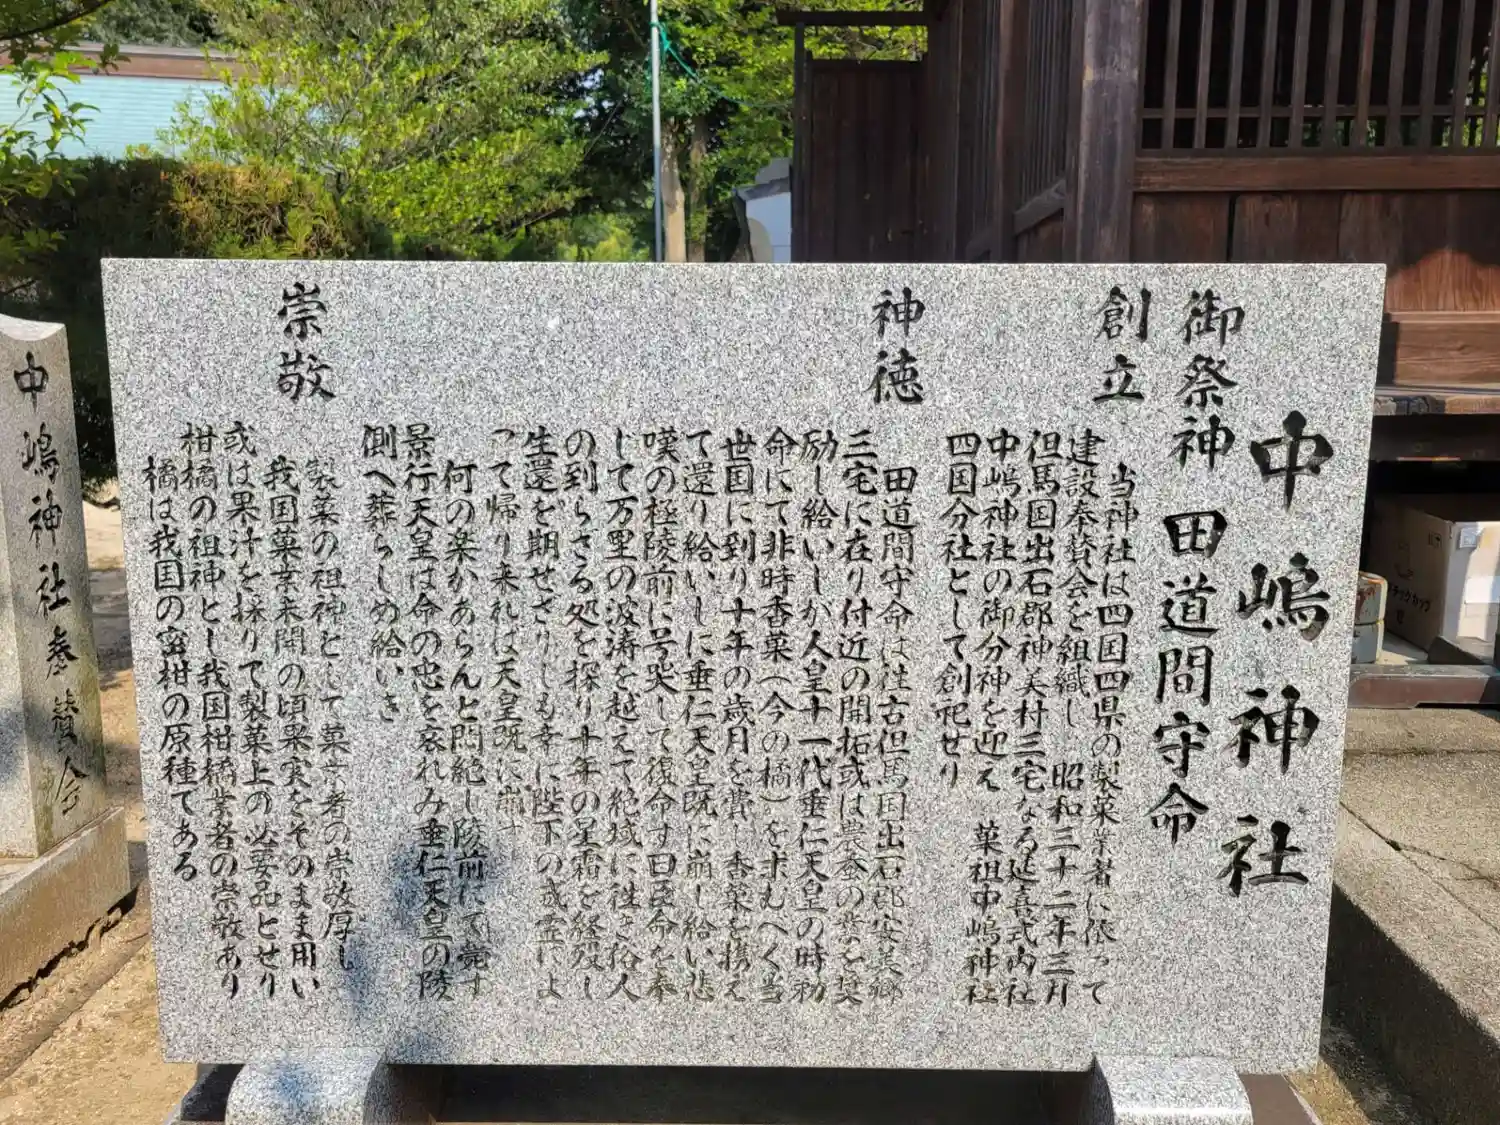 中嶋神社
御祭神 田道間守命
創立
当神社は四国四県の製菓業者に依って
建設奉賛会を組織し 昭和三十二年三月
但馬国出石郡神美村三宅なる延喜式内社
中嶋神社の御分神を迎え 菓祖中嶋神社
四国分社として創祀せり
神徳
田道間守命は往古但馬国出石郡安美郷
三宅に在り付近の開拓或は農蚕の業を奨
励し給いしが人皇十一代垂仁天皇の時勅
命にて非時香菓(今の橘)を求むべく当
世国に到り十年の歳月を費し香菓を携え
て還り給いしに垂仁天皇既に崩し給い悲
嘆の極陵前に号哭して復命す曰臣命を奉
じて万里の波涛を越えて絶域に往き俗人
の到らざる処を探り十年の星霜を経歿し
生還を期せざりしも幸に陛下の威霊によ
って帰り来れば天皇既に崩す
何の楽かあらんと悶絶し陵前にて薨す
景行天皇は命の忠を哀れみ垂仁天皇の陵
側へ葬らしめ給いき
崇敬
製菓の祖神として菓子者の崇敬厚し
我国菓業未開の頃果実をそのまま用い
或は果汁を採りて製菓上の必要品とせり
柑橘の祖神とし我国柑橘業者の崇敬あり
橘は我国の蜜柑の原種である
中嶋神社奉賛会